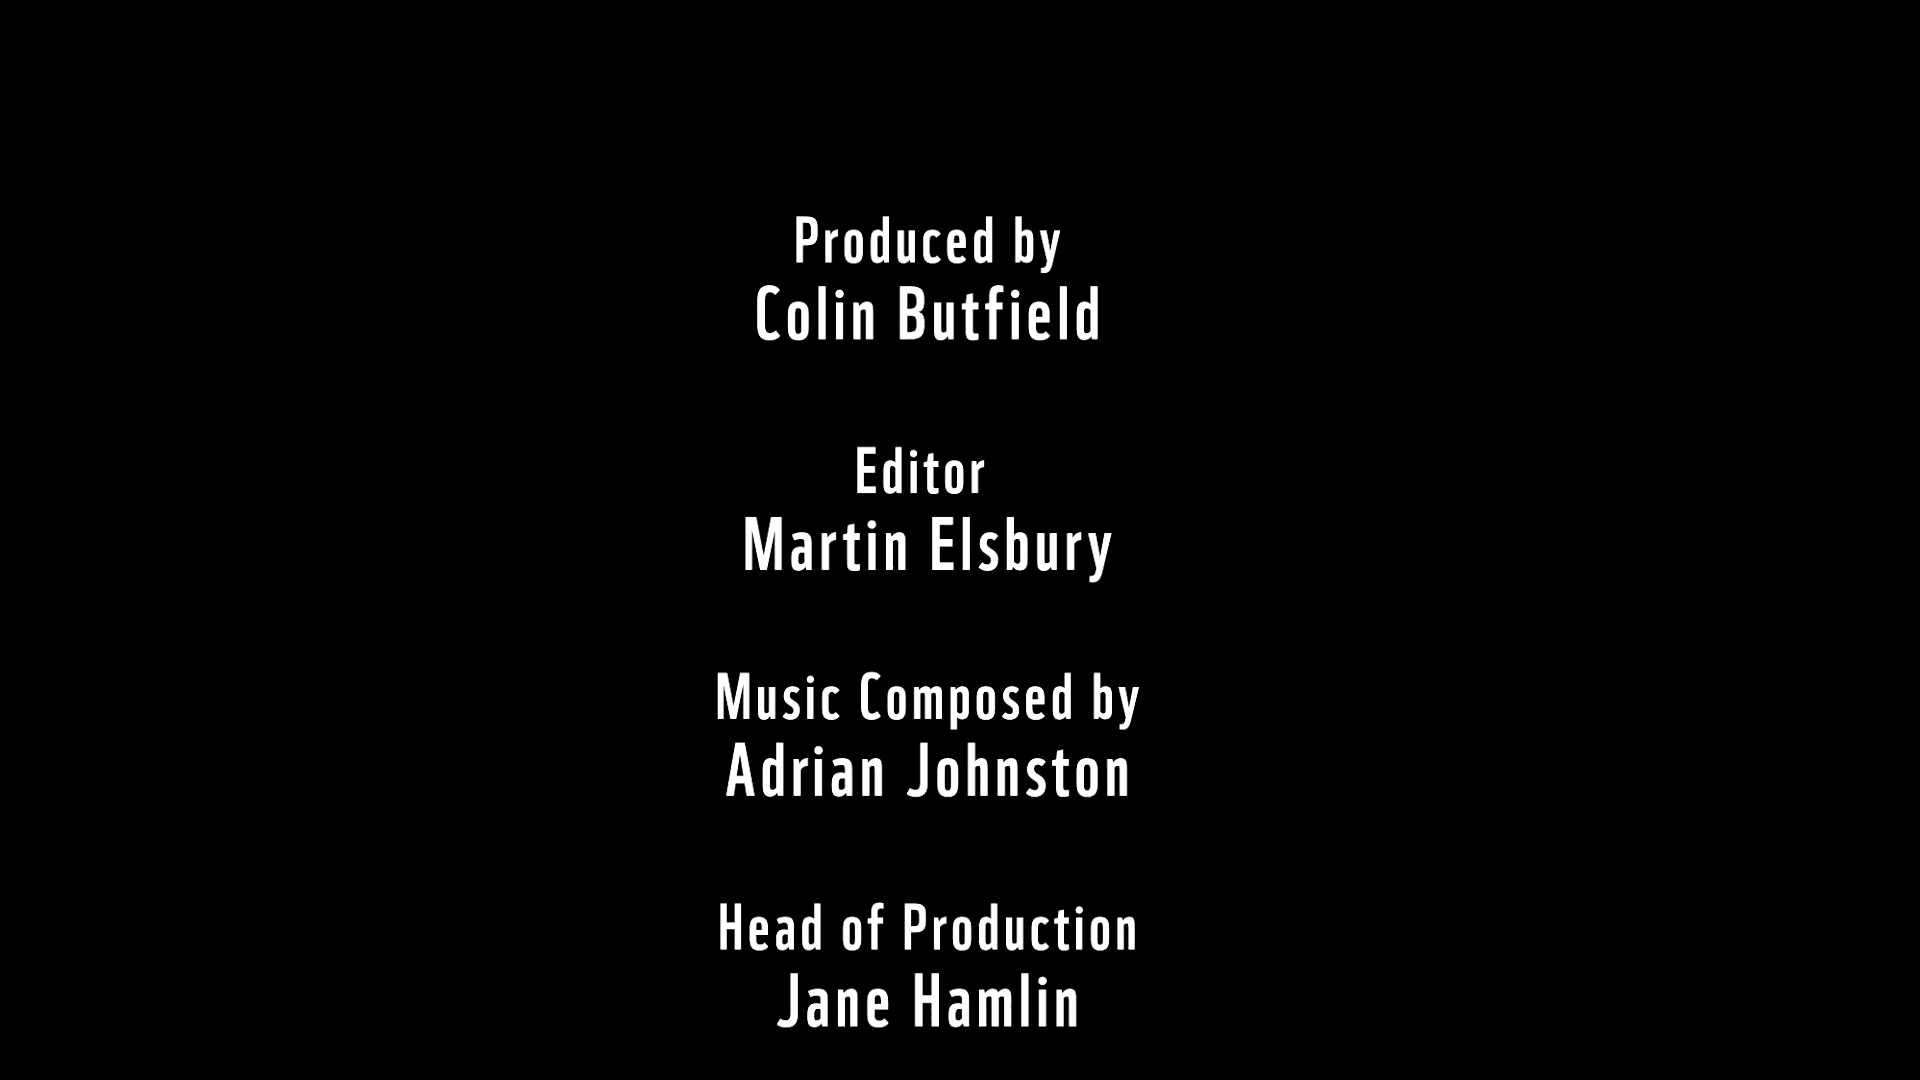 Produced by
Colin Butfield
Editor
Martin Elsbury
Music Composed by
Adrian Johnston
Head of Production
Jane Hamlin